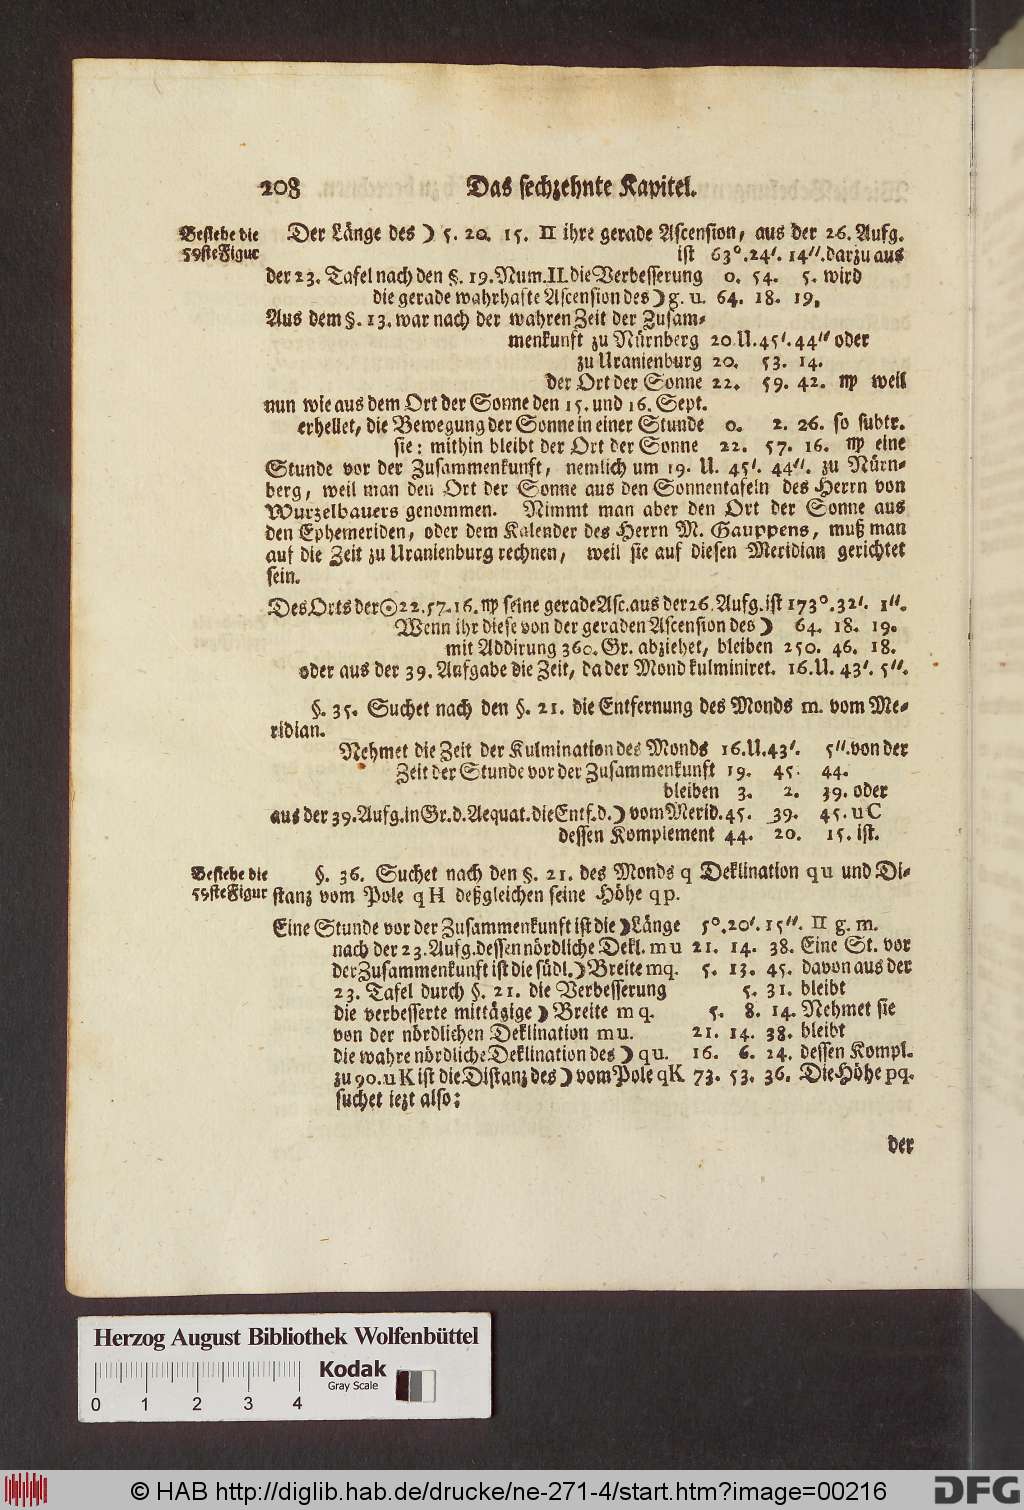 208 Das sechzehnte Kapitel.
Besiehe die
59ste Figur
Der Länge des ☽ 5. 20. 15. II ihre gerade Ascension, aus der 26. Aufg.
ist 63°. 24′. 14″. darzu aus
der 23. Tafel nach den §. 19. Num. II. die Verbesserung 0. 54. 5. wird
die gerade wahrhafte Ascension des ☽ g. u. 64. 18. 19.
Aus dem §. 13. war nach der wahren Zeit der Zusam-
menkunft zu Nürnberg 20 U. 45′. 44″ oder
zu Uranienburg 20. 53. 14.
der Ort der Sonne 22. 59. 42. ♍ weil
nun wie aus dem Ort der Sonne den 15. und 16. Sept.
erhellet, die Bewegung der Sonne in einer Stunde 0. 2. 26. so subtr.
sie: mithin bleibt der Ort der Sonne 22. 57. 16. ♍ eine
Stunde vor der Zusammenkunft, nemlich um 19. U. 45′. 44″. zu Nürn-
berg, weil man den Ort der Sonne aus den Sonnentafeln des Herrn von
Wurzelbauers genommen. Nimmt man aber den Ort der Sonne aus
den Ephemeriden, oder dem Kalender des Herrn M. Gauppens, muß man
auf die Zeit zu Uranienburg rechnen, weil sie auf diesen Meridian gerichtet
sein.
Des Orts der ☉ 22. 57. 16. ♍ seine gerade Asc. aus der 26. Aufg. ist 173°. 32′. 1″.
Wenn ihr diese von der geraden Ascension des ☽ 64. 18. 19.
mit Addirung 360. Gr. abziehet, bleiben 250. 46. 18.
oder aus der 39. Aufgabe die Zeit, da der Mond kulminiret. 16. U. 43′. 5″.
§. 35. Suchet nach den §. 21. die Entfernung des Monds m. vom Me-
ridian.
Nehmet die Zeit der Kulmination des Monds 16. U. 43′. 5″. von der
Zeit der Stunde vor der Zusammenkunft 19. 45. 44.
bleiben 3. 2. 39. oder
aus der 39. Aufg. in Gr. d. Aequat. die Entf. d. ☽ vom Merid. 45. 39. 45. u C
dessen Komplement 44. 20. 15. ist.
Besiehe die
59ste Figur
§. 36. Suchet nach den §. 21. des Monds q Deklination q u und Di-
stanz vom Pole q H deßgleichen seine Höhe q p.
Eine Stunde vor der Zusammenkunft ist die ☽ Länge 5°. 20′. 15″. II g. m.
nach der 23. Aufg. dessen nördliche Dekl. m u 21. 14. 38. Eine St. vor
der Zusammenkunft ist die südl. ☽ Breite mq. 5. 13. 45. davon aus der
23. Tafel durch §. 21. die Verbesserung 5. 31. bleibt
die verbesserte mittägige ☽ Breite m q. 5. 8. 14. Nehmet sie
von der nördlichen Deklination m u. 21. 14. 38. bleibt
die wahre nördliche Deklination des ☽ q u. 16. 6. 24. dessen Kompl.
zu 90. u K ist die Distanz des ☽ vom Pole q K 73. 53. 36. Die Höhe pq.
suchet iezt also:
der
Herzog August Bibliothek Wolfenbüttel
Kodak
Gray Scale
0 1 2 3 4
© HAB http://diglib.hab.de/drucke/ne-271-4/start.htm?image=00216
DFG